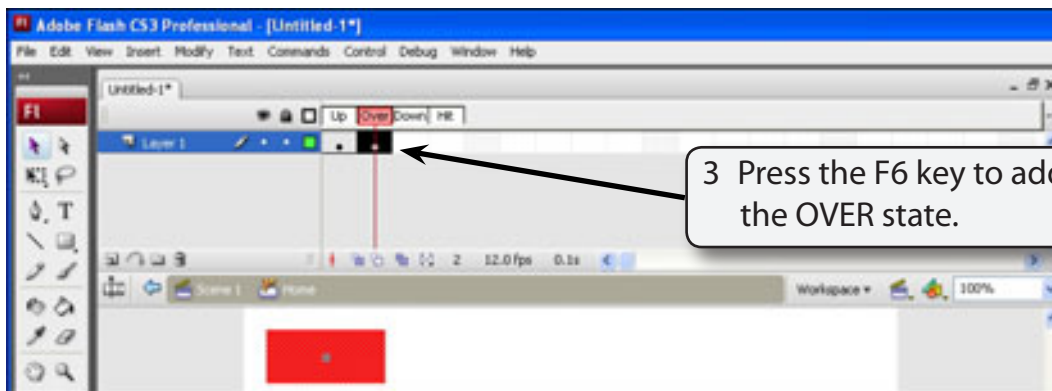 Adobe Flash CS3 Professional - [Untitled-1*]
File Edit View Insert Modify Text Commands Control Debug Window Help
Untitled-1*
Fl
Up Over Down Hit
Layer 1
3 Press the F6 key to add
the OVER state.
T
2 12.0 fps 0.1s
Scene 1 Home
Workspace 100%